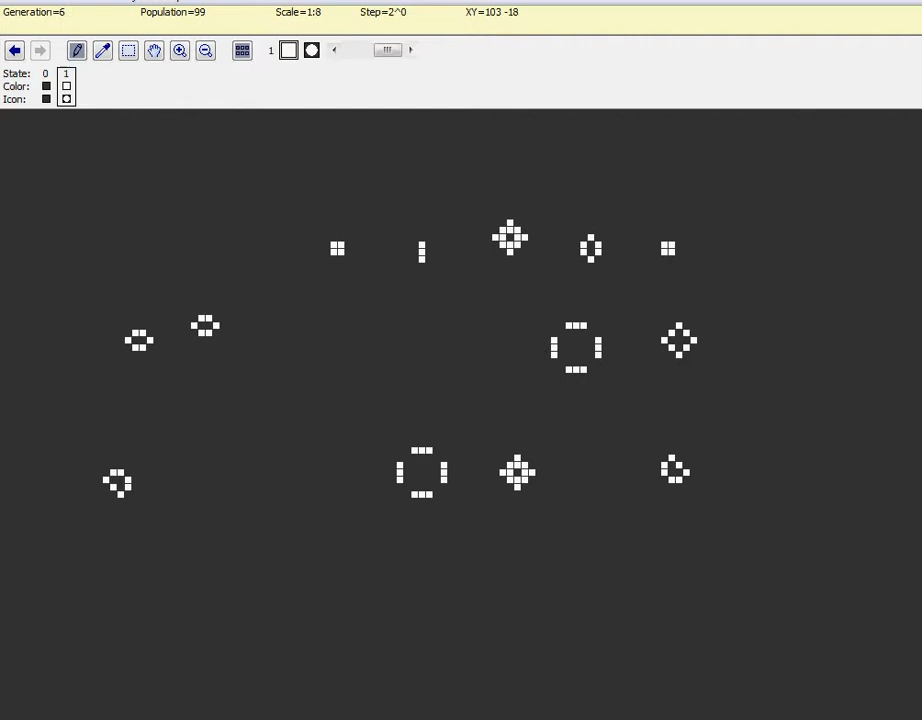 Generation=6 Population=99 Scale=1:8 Step=2^0 XY=103 -18
1
State: 0 1
Color:
Icon: